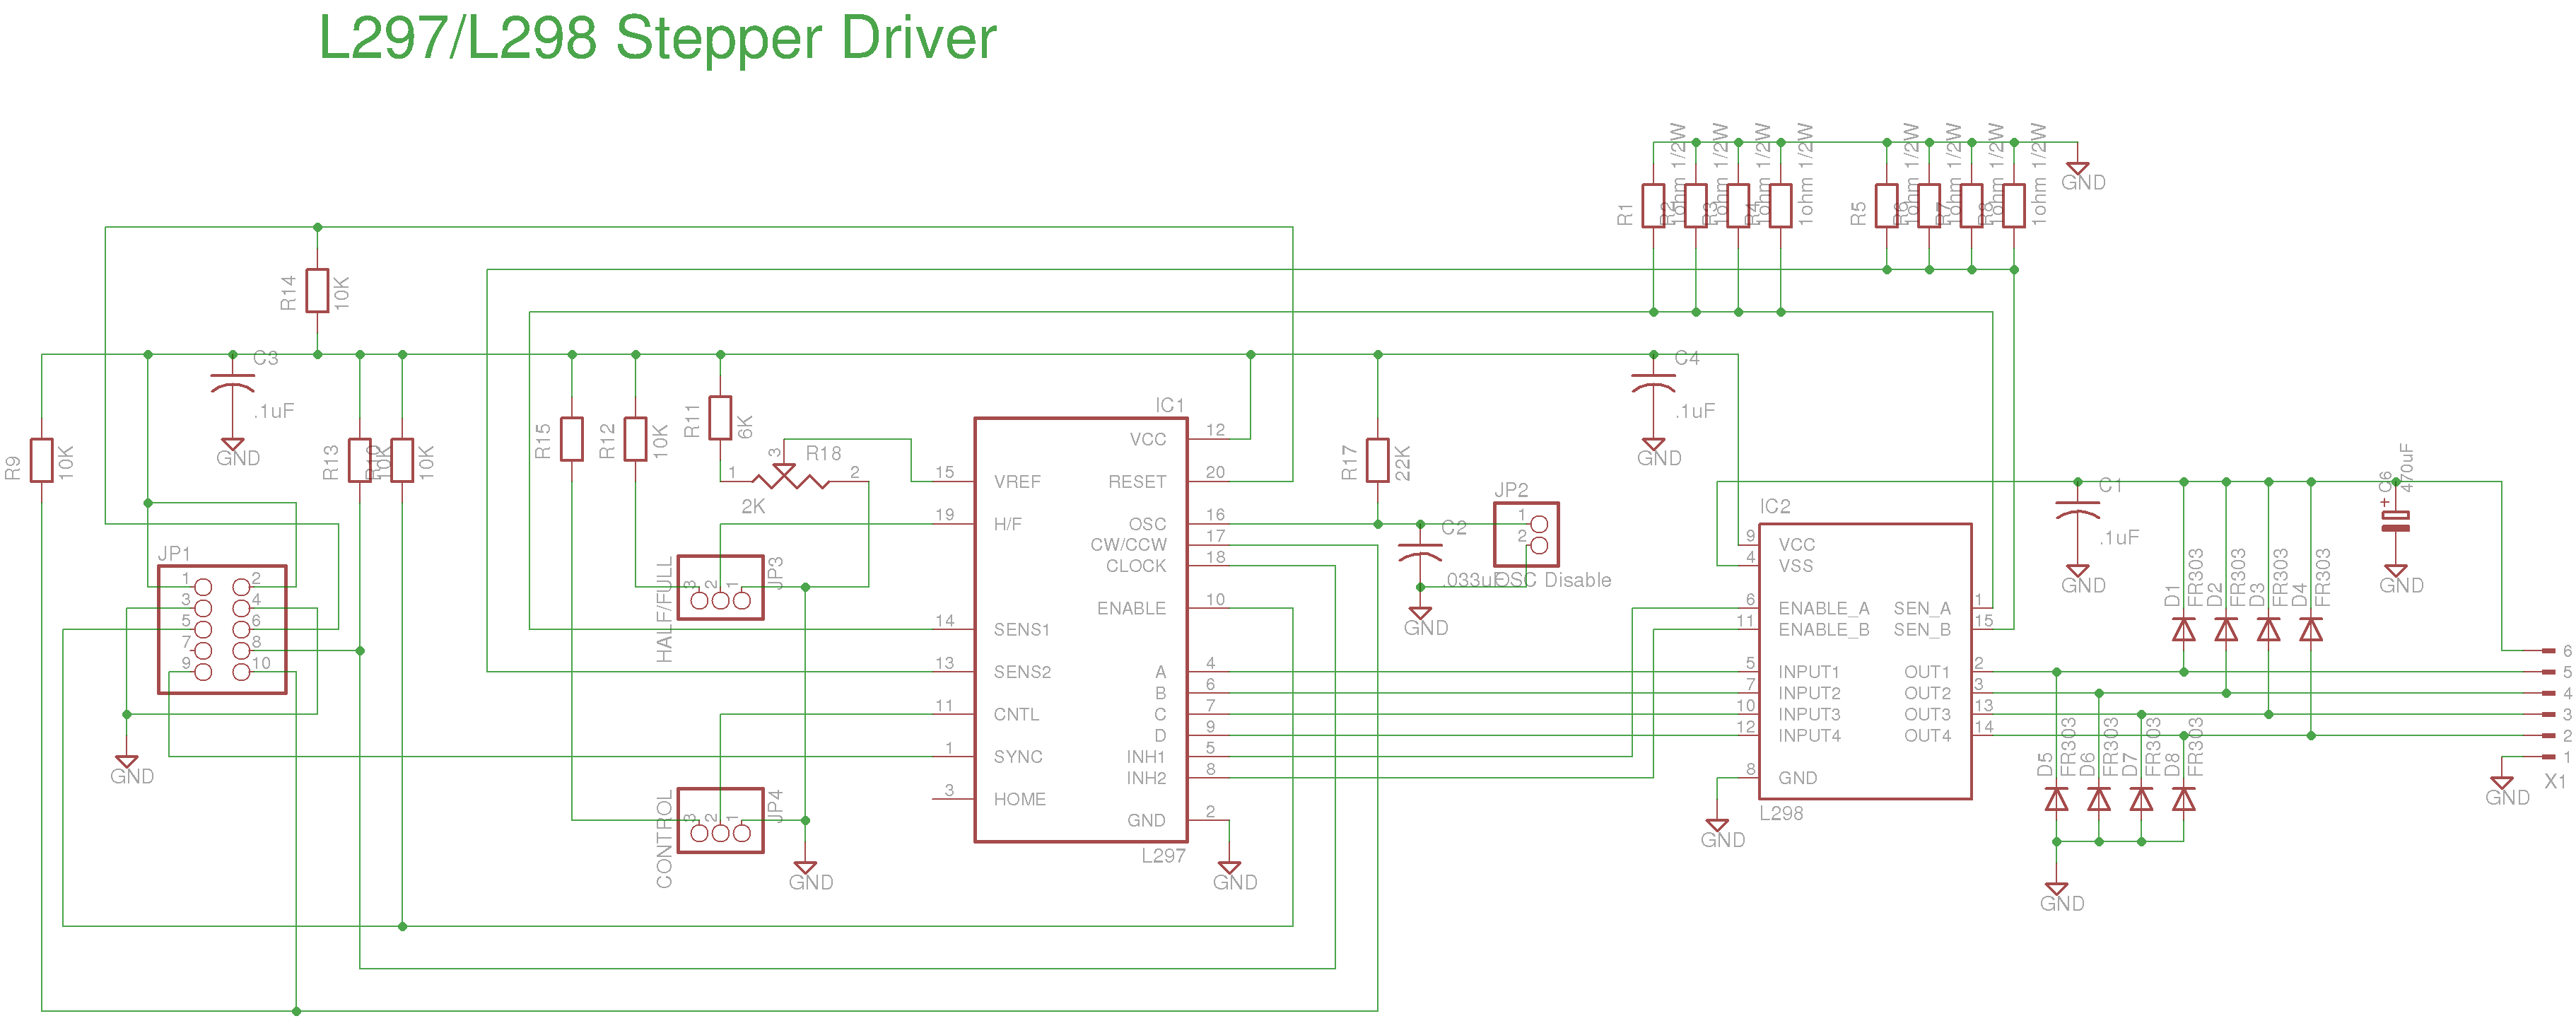 L297/L298 Stepper Driver
R1
R2
R3
R4
1ohm 1/2W
1ohm 1/2W
1ohm 1/2W
1ohm 1/2W
R5
R6
R7
R8
1ohm 1/2W
1ohm 1/2W
1ohm 1/2W
1ohm 1/2W
GND
R14
10K
C3
.1uF
GND
C4
.1uF
GND
R9
10K
R13
10K
R10
10K
R15
R12
10K
R11
6K
R18
1
3
2
2K
R17
22K
C2
.033uF
GND
JP2
1
2
OSC Disable
JP1
1
2
3
4
5
6
7
8
9
10
GND
HALF/FULL
3
2
1
JP3
CONTROL
3
2
1
JP4
GND
IC1
VCC 12
15 VREF
RESET 20
19 H/F
OSC 16
CW/CCW 17
CLOCK 18
ENABLE 10
14 SENS1
13 SENS2
A 4
B 6
11 CNTL
C 7
D 9
1 SYNC
INH1 5
INH2 8
3 HOME
GND 2
L297
GND
IC2
9 VCC
4 VSS
6 ENABLE_A SEN_A 1
11 ENABLE_B SEN_B 15
5 INPUT1 OUT1 2
7 INPUT2 OUT2 3
10 INPUT3 OUT3 13
12 INPUT4 OUT4 14
8 GND
L298
GND
C1
.1uF
GND
D1
FR303
D2
FR303
D3
FR303
D4
FR303
C6
+
470uF
GND
D5
FR303
D6
FR303
D7
FR303
D8
FR303
GND
6
5
4
3
2
1
X1
GND